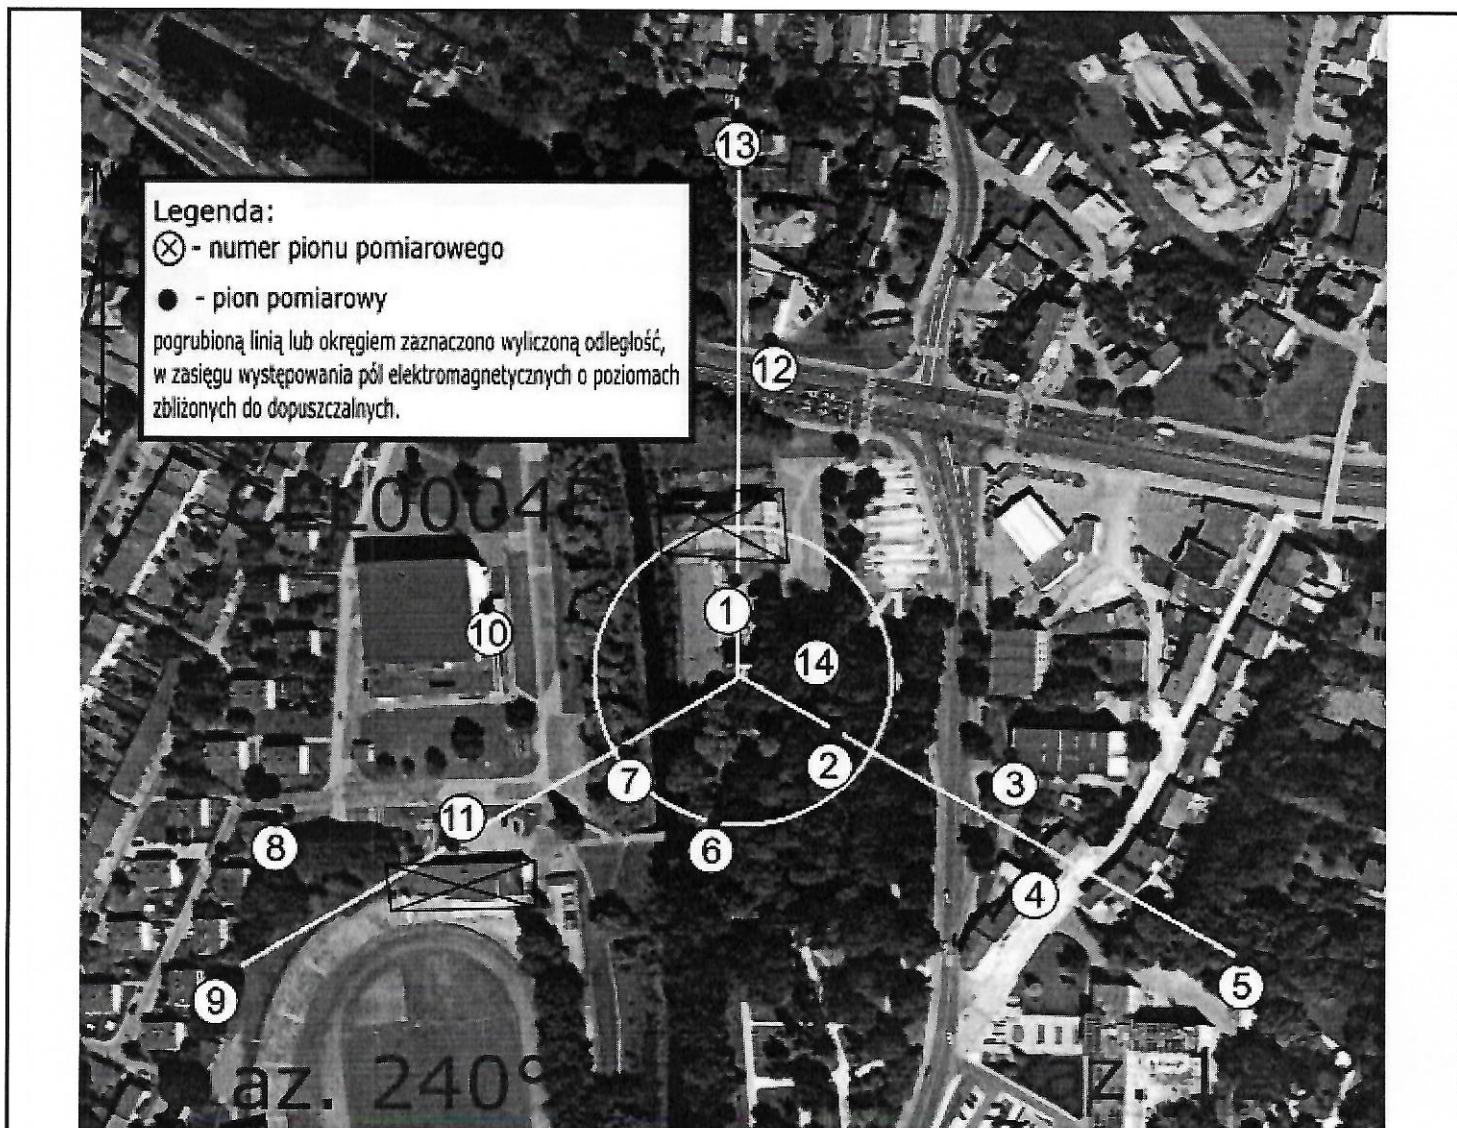 0°
13
Legenda:
- numer pionu pomiarowego
- pion pomiarowy
pogrubioną linią lub okręgiem zaznaczono wyliczoną odległość,
w zasięgu występowania pól elektromagnetycznych o poziomach
zbliżonych do dopuszczalnych.
12
1
10
14
7
2
3
11
8
6
4
9
5
az. 240°